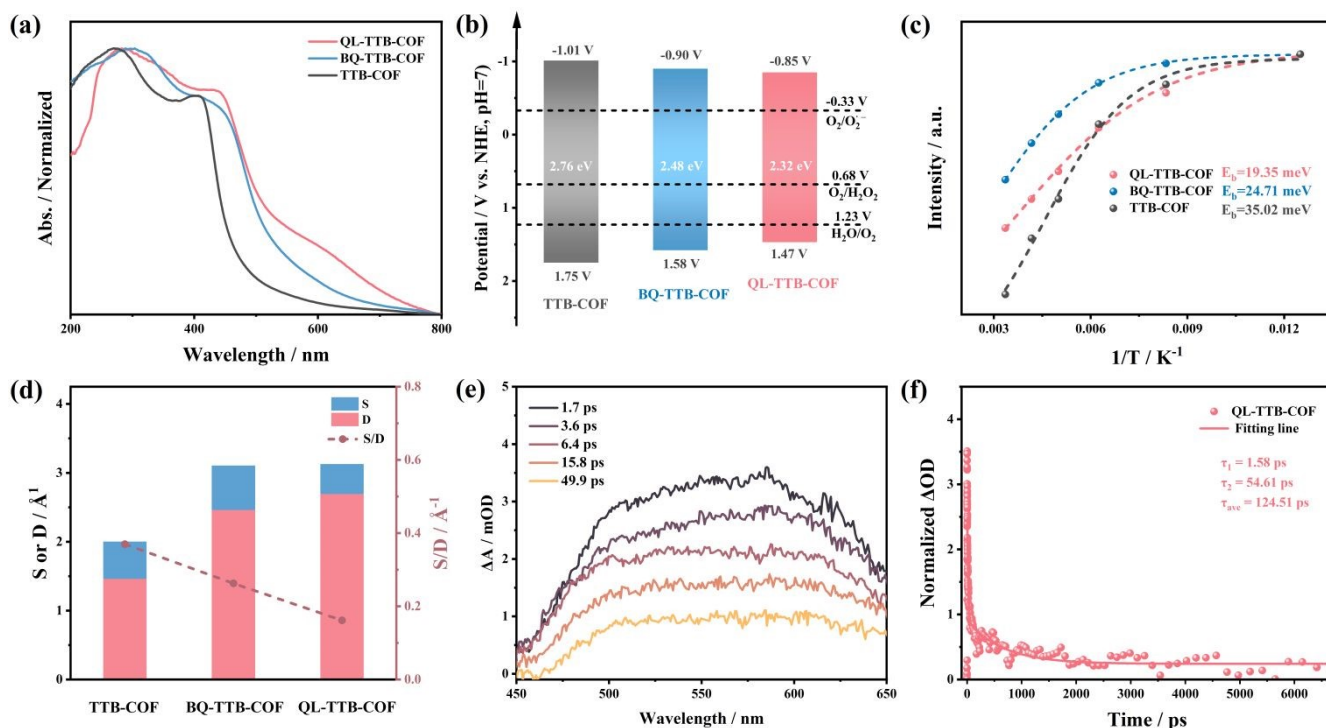 (a)
QL-TTB-COF
BQ-TTB-COF
TTB-COF
Abs. / Normalized
200
400
600
800
Wavelength / nm
(b)
Potential / V vs. NHE, pH=7)
-1
0
1
2
-1.01 V
-0.90 V
-0.85 V
-0.33 V
O₂/O₂·⁻
2.76 eV
2.48 eV
2.32 eV
0.68 V
O₂/H₂O₂
1.23 V
H₂O/O₂
1.75 V
1.58 V
1.47 V
TTB-COF
BQ-TTB-COF
QL-TTB-COF
(c)
Intensity / a.u.
QL-TTB-COF E_b=19.35 meV
BQ-TTB-COF E_b=24.71 meV
TTB-COF E_b=35.02 meV
0.003
0.006
0.009
0.012
1/T / K⁻¹
(d)
S or D / Å¹
4
3
2
1
0
S
D
S/D
0.8
0.6
0.4
0.2
0.0
S/D / Å⁻¹
TTB-COF
BQ-TTB-COF
QL-TTB-COF
(e)
ΔA / mOD
5
4
3
2
1
0
1.7 ps
3.6 ps
6.4 ps
15.8 ps
49.9 ps
450
500
550
600
650
Wavelength / nm
(f)
Normalized ΔOD
4
3
2
1
0
QL-TTB-COF
Fitting line
τ₁ = 1.58 ps
τ₂ = 54.61 ps
τ_ave = 124.51 ps
0
1000
2000
3000
4000
5000
6000
Time / ps